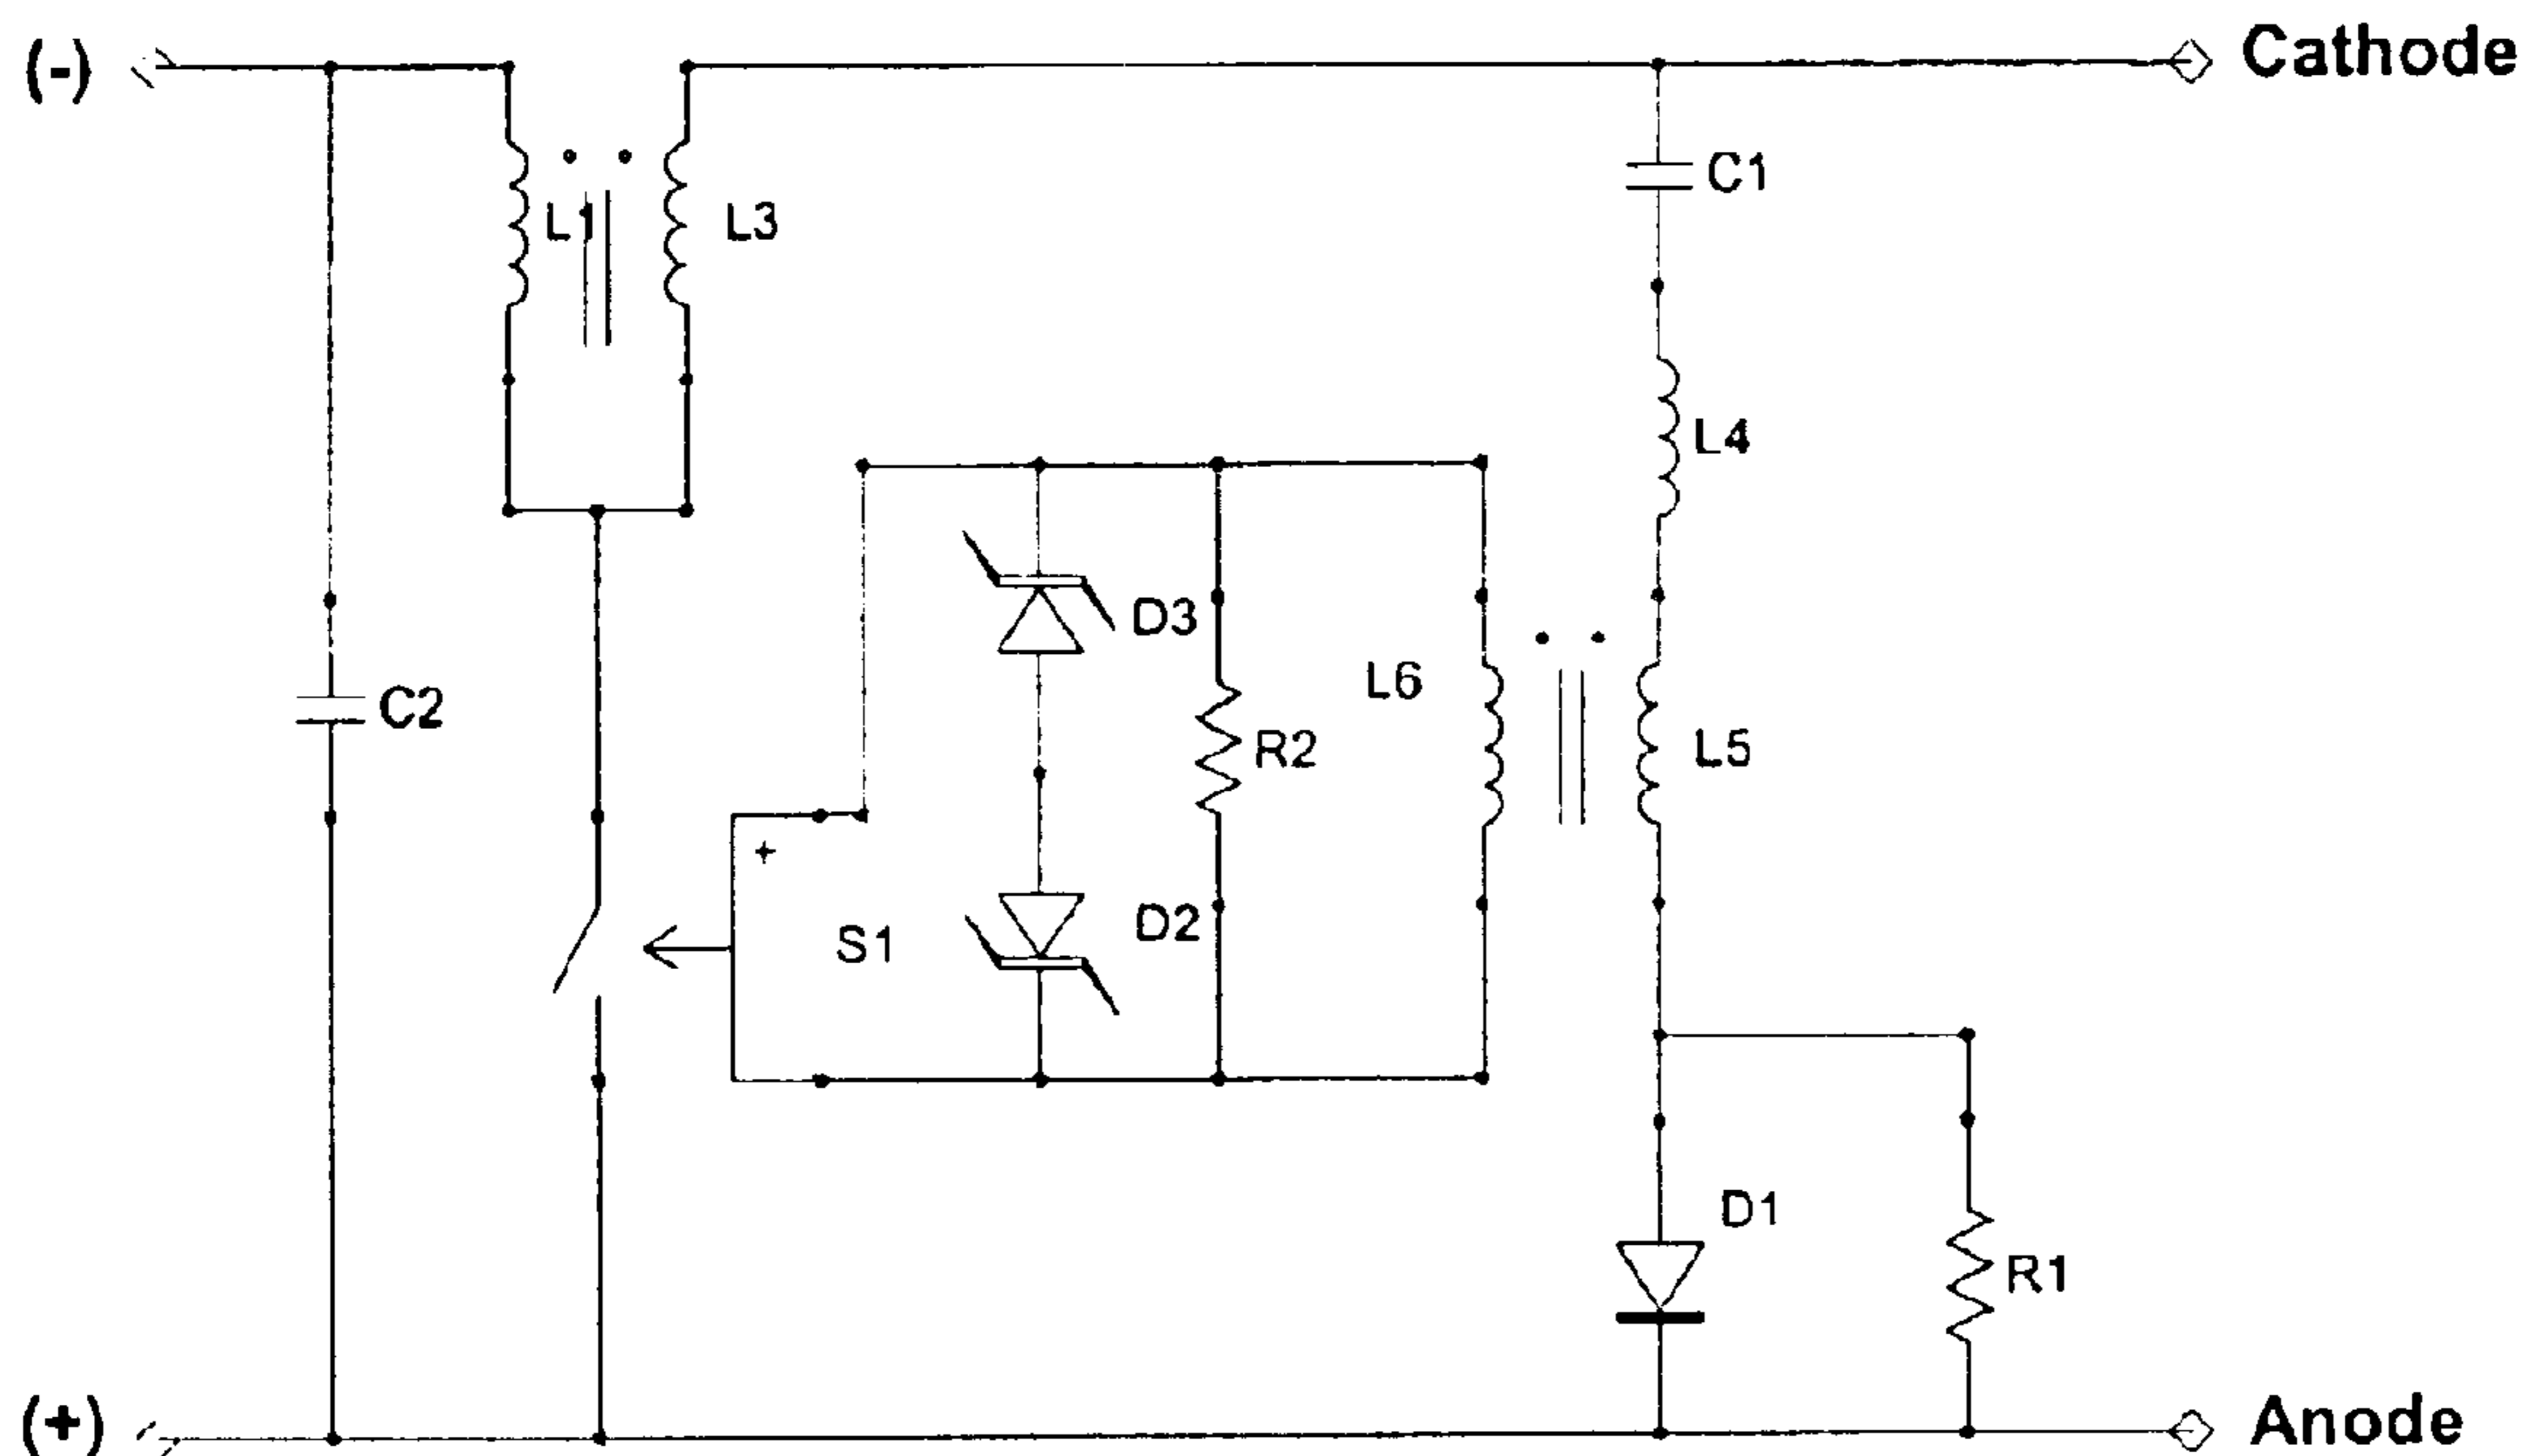 (-)
Cathode
C1
L1
L3
L4
D3
L6
C2
R2
L5
+
S1
D2
D1
R1
(+)
Anode